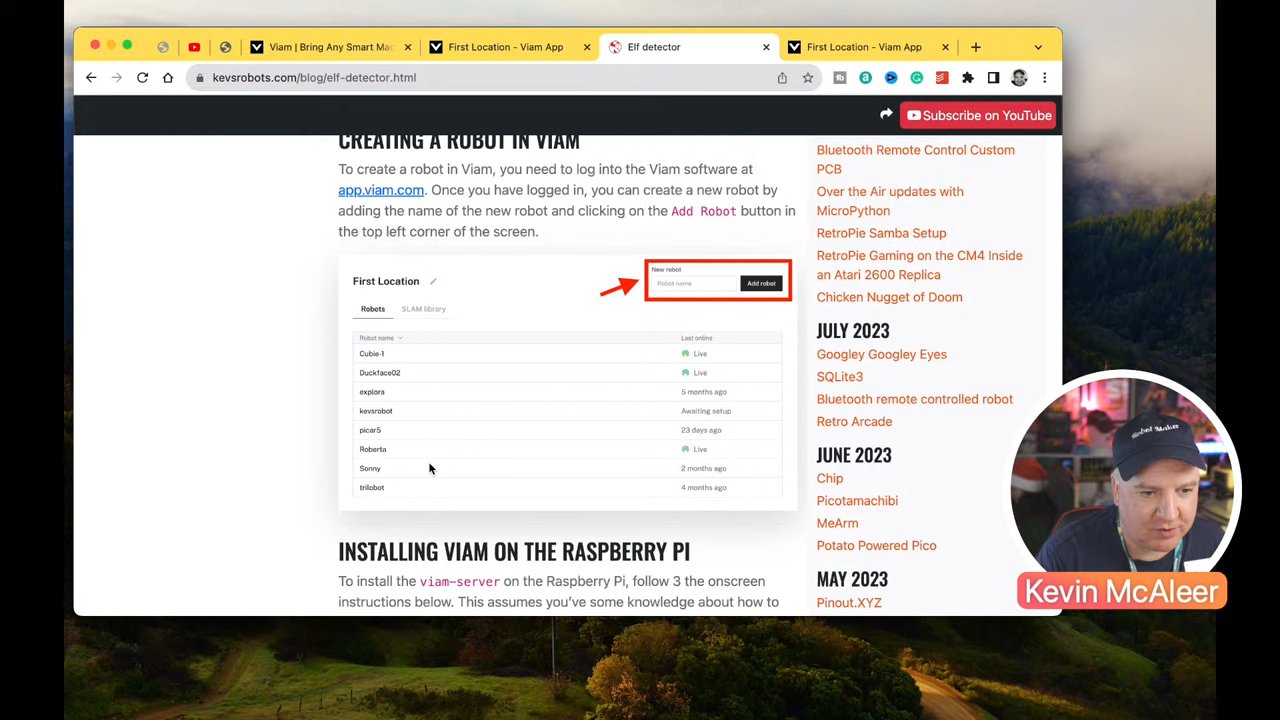 Viam | Bring Any Smart Ma
First Location - Viam App
Elf detector
First Location - Viam App
kevsrobots.com/blog/elf-detector.html
Subscribe on YouTube
CREATING A ROBOT IN VIAM
To create a robot in Viam, you need to log into the Viam software at
app.viam.com. Once you have logged in, you can create a new robot by
adding the name of the new robot and clicking on the Add Robot button in
the top left corner of the screen.
First Location
New robot
Robot name
Add robot
Robots
SLAM library
Robot name
Last online
Cubie-1
Live
Duckface02
Live
explora
5 months ago
kevsrobot
Awaiting setup
picar5
23 days ago
Roberta
Live
Sonny
2 months ago
trilobot
4 months ago
INSTALLING VIAM ON THE RASPBERRY PI
To install the viam-server on the Raspberry Pi, follow 3 the onscreen
instructions below. This assumes you've some knowledge about how to
Bluetooth Remote Control Custom
PCB
Over the Air updates with
MicroPython
RetroPie Samba Setup
RetroPie Gaming on the CM4 Inside
an Atari 2600 Replica
Chicken Nugget of Doom
JULY 2023
Googley Googley Eyes
SQLite3
Bluetooth remote controlled robot
Retro Arcade
JUNE 2023
Chip
Picotamachibi
MeArm
Potato Powered Pico
MAY 2023
Pinout.XYZ
Robot Maker
Kevin McAleer